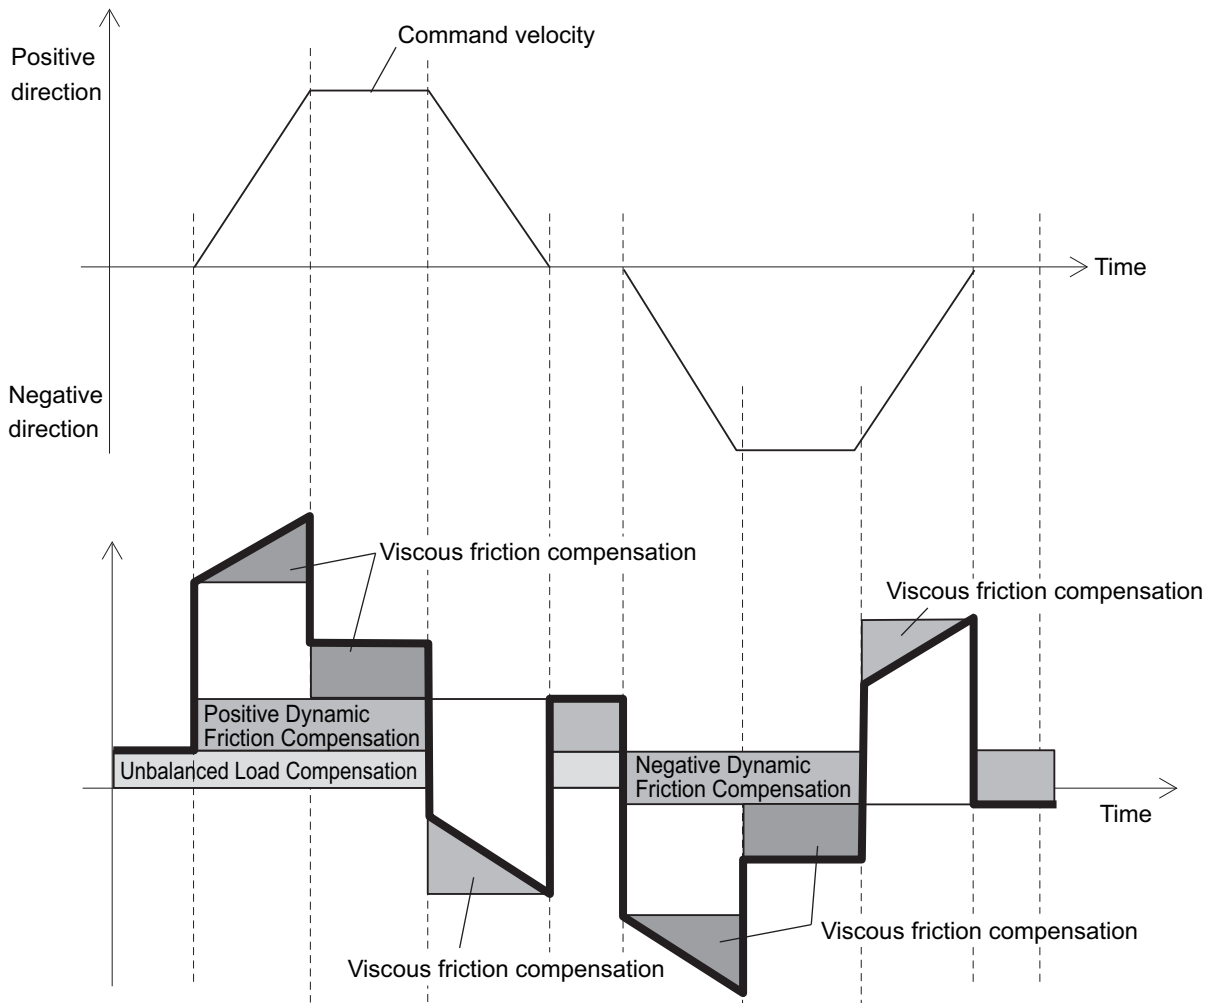 Command velocity
Positive
direction
Time
Negative
direction
Viscous friction compensation
Viscous friction compensation
Positive Dynamic
Friction Compensation
Unbalanced Load Compensation
Negative Dynamic
Friction Compensation
Time
Viscous friction compensation
Viscous friction compensation